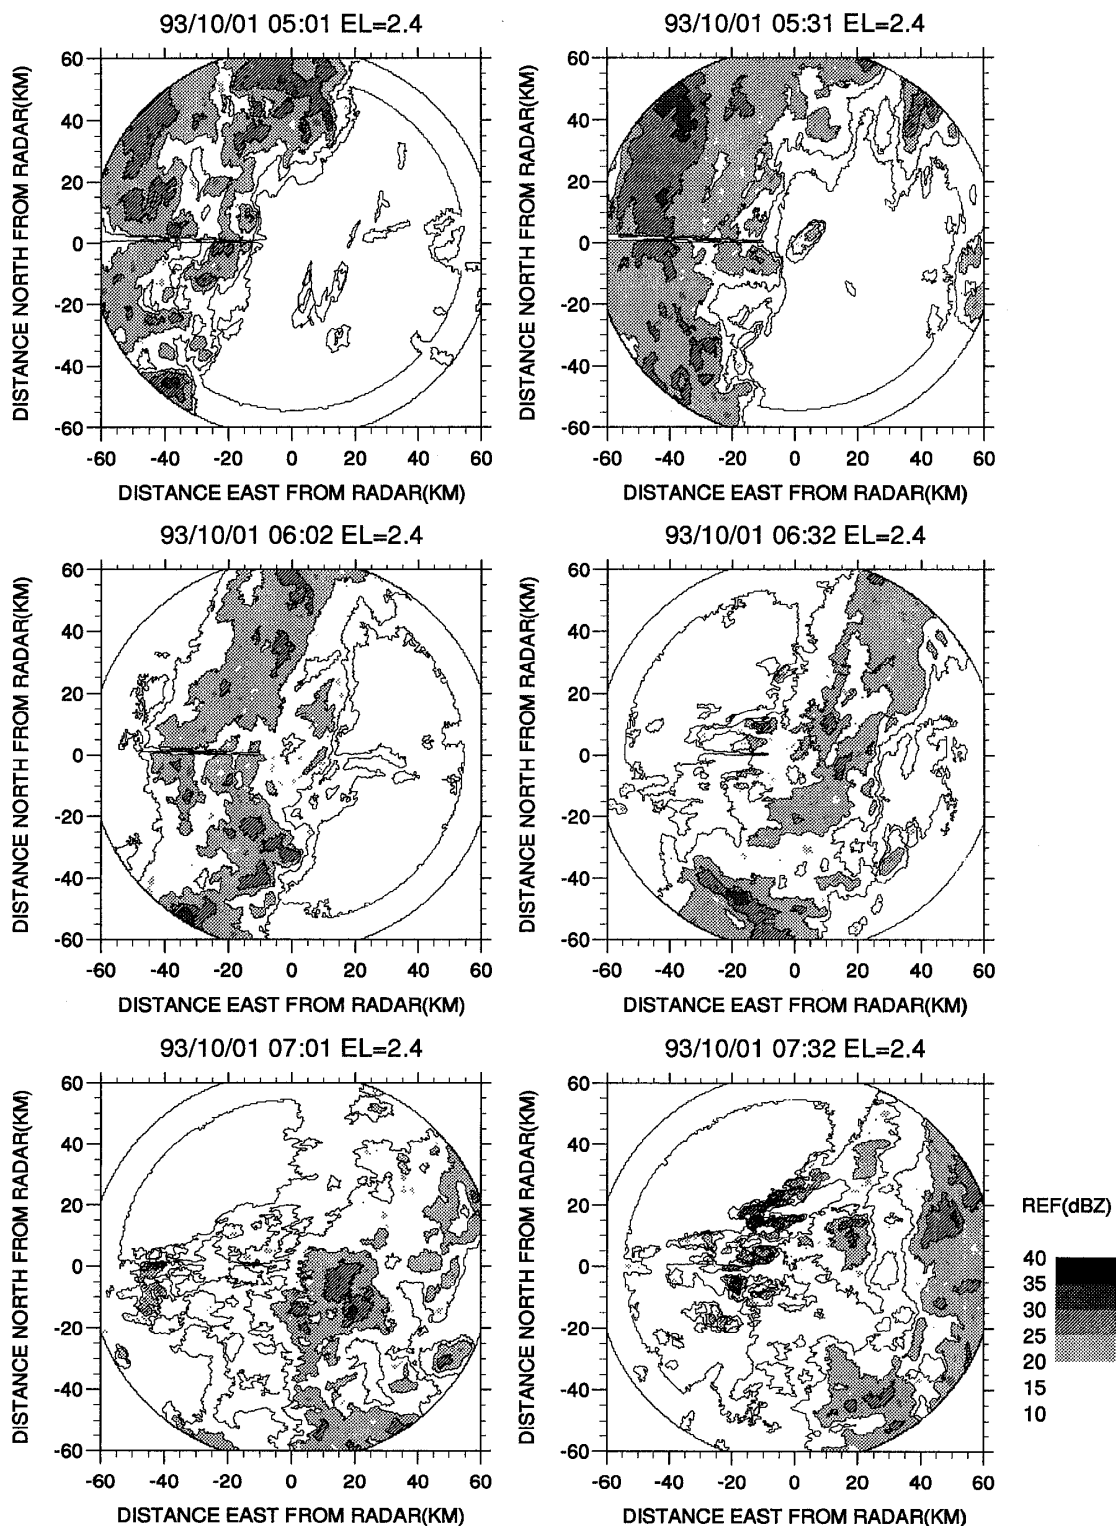 93/10/01 05:01 EL=2.4
93/10/01 05:31 EL=2.4
DISTANCE NORTH FROM RADAR(KM)
60
40
20
0
-20
-40
-60
-60 -40 -20 0 20 40 60
DISTANCE EAST FROM RADAR(KM)
DISTANCE NORTH FROM RADAR(KM)
60
40
20
0
-20
-40
-60
-60 -40 -20 0 20 40 60
DISTANCE EAST FROM RADAR(KM)
93/10/01 06:02 EL=2.4
93/10/01 06:32 EL=2.4
DISTANCE NORTH FROM RADAR(KM)
60
40
20
0
-20
-40
-60
-60 -40 -20 0 20 40 60
DISTANCE EAST FROM RADAR(KM)
DISTANCE NORTH FROM RADAR(KM)
60
40
20
0
-20
-40
-60
-60 -40 -20 0 20 40 60
DISTANCE EAST FROM RADAR(KM)
93/10/01 07:01 EL=2.4
93/10/01 07:32 EL=2.4
DISTANCE NORTH FROM RADAR(KM)
60
40
20
0
-20
-40
-60
-60 -40 -20 0 20 40 60
DISTANCE EAST FROM RADAR(KM)
DISTANCE NORTH FROM RADAR(KM)
60
40
20
0
-20
-40
-60
-60 -40 -20 0 20 40 60
DISTANCE EAST FROM RADAR(KM)
REF(dBZ)
40
35
30
25
20
15
10